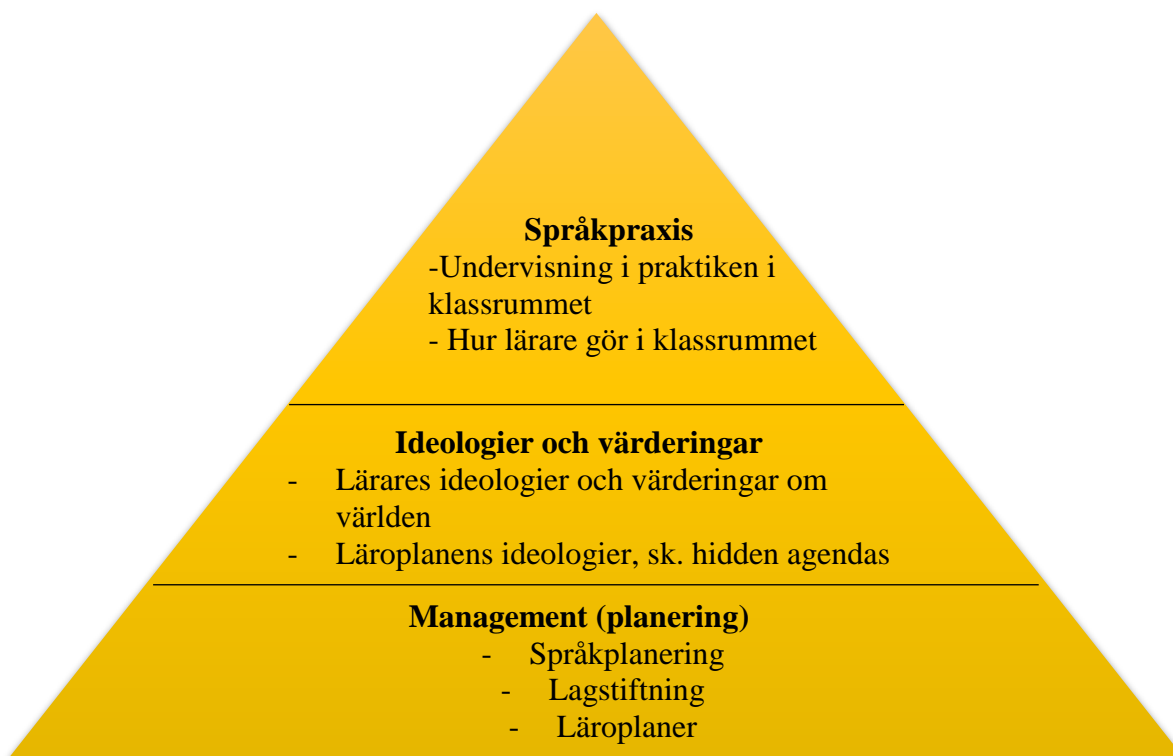 Språkpraxis
-Undervisning i praktiken i
klassrummet
- Hur lärare gör i klassrummet
Ideologier och värderingar
- Lärares ideologier och värderingar om
världen
- Läroplanens ideologier, sk. hidden agendas
Management (planering)
- Språkplanering
- Lagstiftning
- Läroplaner